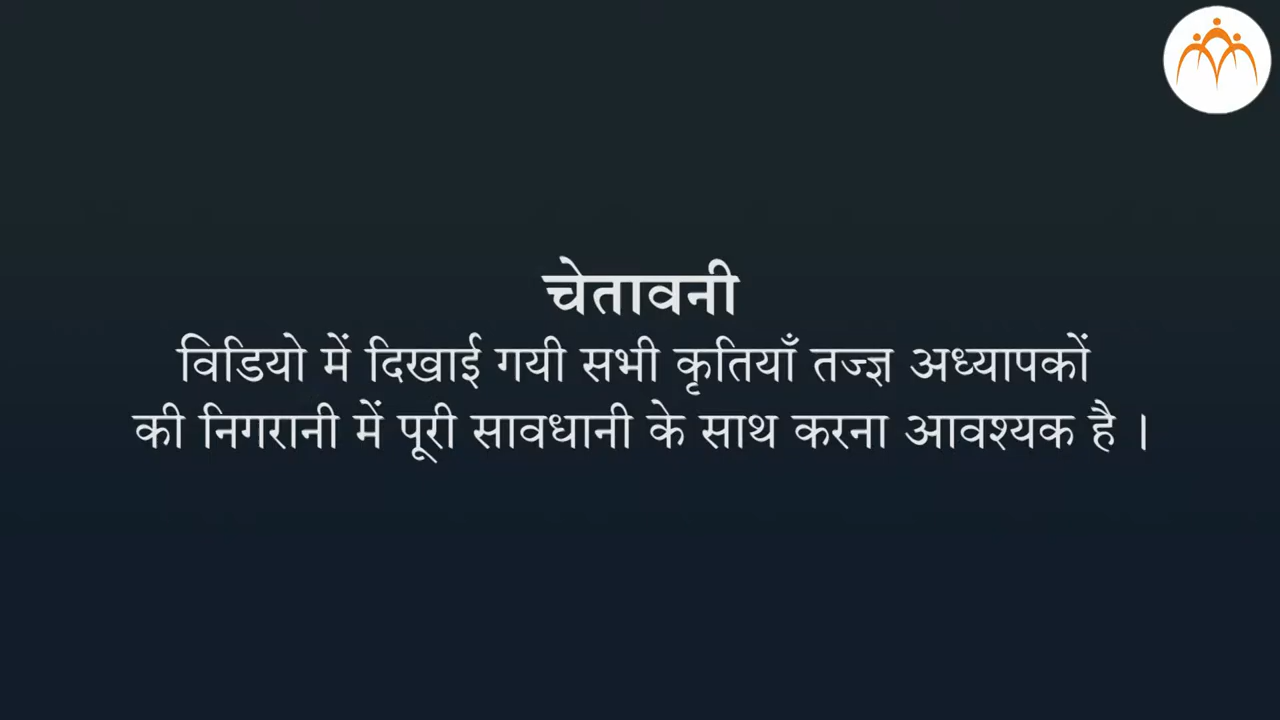 चेतावनी
विडियो में दिखाई गयी सभी कृतियाँ तज्ज्ञ अध्यापकों
की निगरानी में पूरी सावधानी के साथ करना आवश्यक है ।